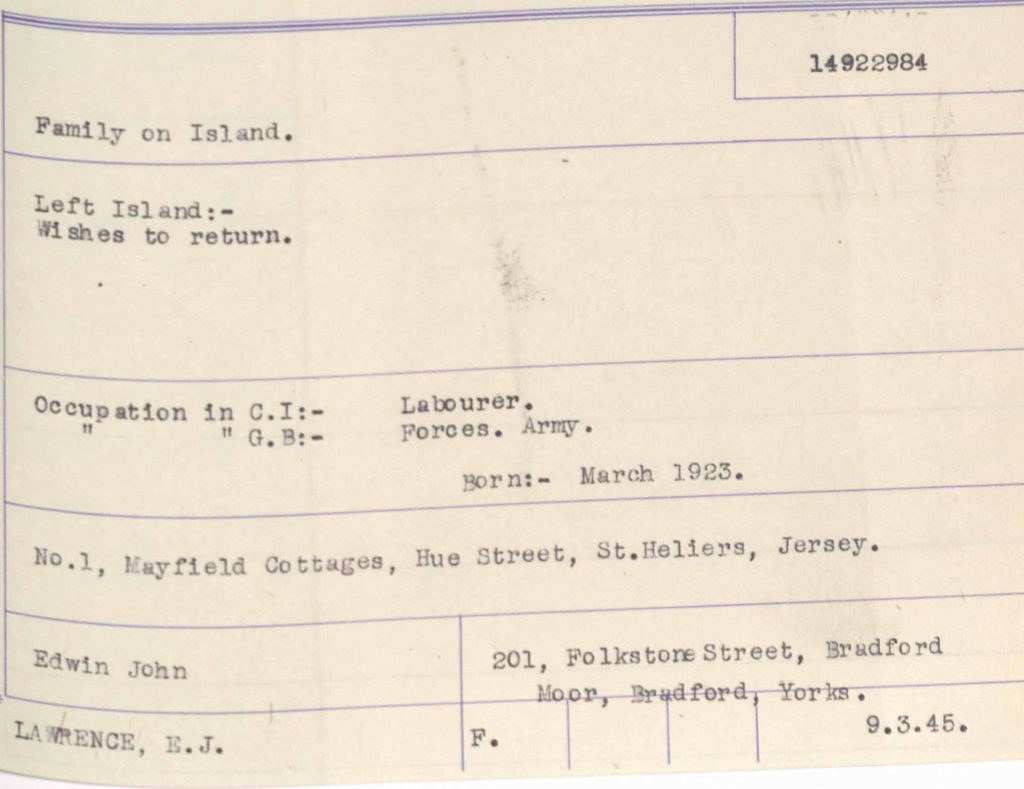 14922984
Family on Island.
Left Island:-
Wishes to return.
Occupation in C.I:- Labourer.
" " G.B:- Forces. Army.
Born:- March 1923.
No.1, Mayfield Cottages, Hue Street, St.Heliers, Jersey.
Edwin John
201, Folkstone Street, Bradford
Moor, Bradford, Yorks.
LAWRENCE, E.J. F. 9.3.45.